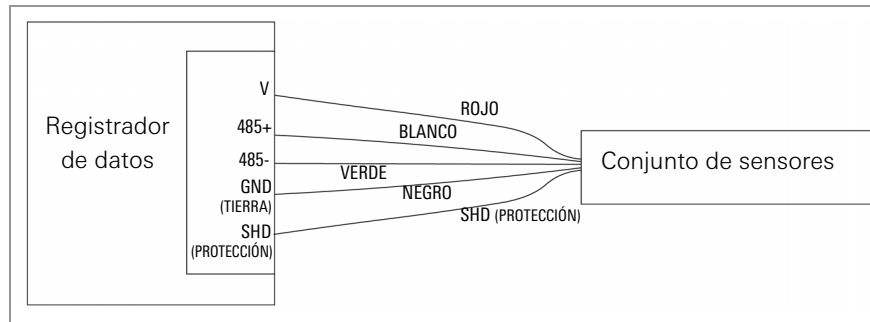 Registrador
de datos
V
485+
485-
GND
(TIERRA)
SHD
(PROTECCIÓN)
ROJO
BLANCO
VERDE
NEGRO
SHD (PROTECCIÓN)
Conjunto de sensores